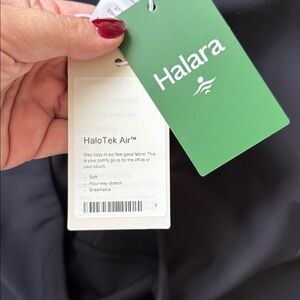 Halara
HaloTek Air™
Stay cozy in our feel-good fabric. This
is your comfy go-to for the office or
your couch.
- Soft
- Four-way stretch
- Breathable